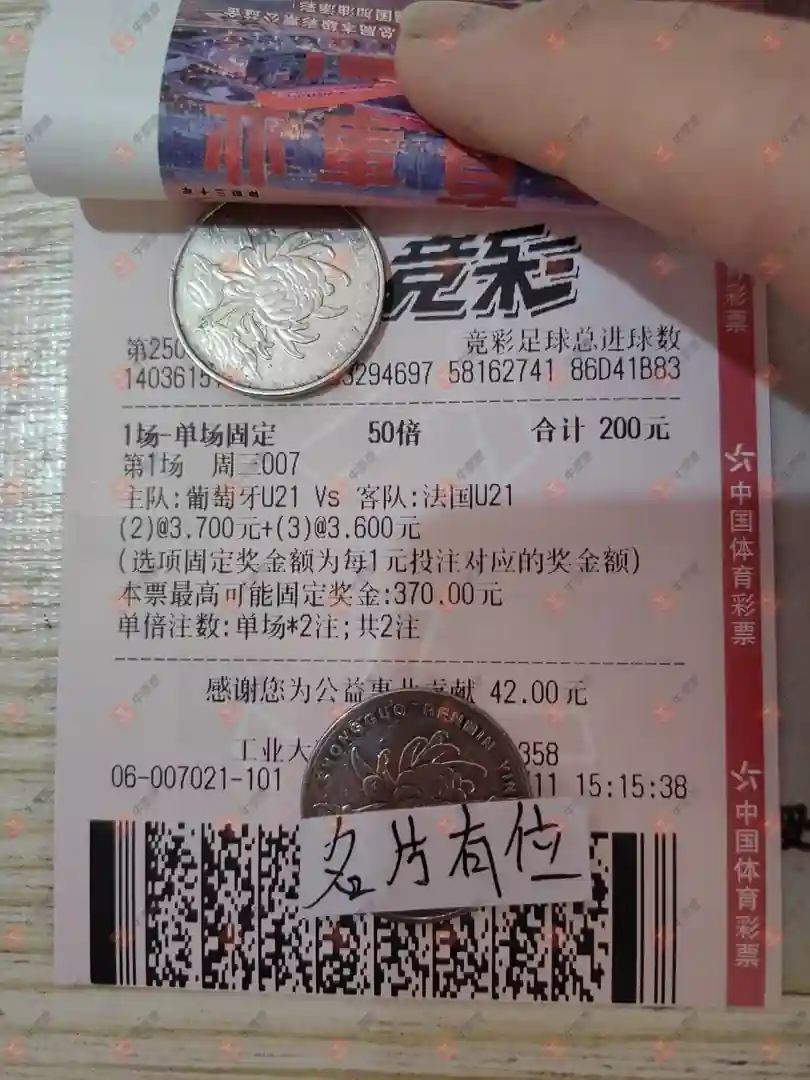 竞彩
第250
竞彩足球总进球数
58162741 86D41B83
1场-单场固定 50倍 合计 200元
第1场 周三007
主队:葡萄牙U21 Vs 客队:法国U21
(2)@3.700元+(3)@3.600元
(选项固定奖金额为每1元投注对应的奖金额)
本票最高可能固定奖金:370.00元
单倍注数:单场*2注;共2注
感谢您为公益事业贡献 42.00元
工业大 358
06-007021-101 11 15:15:38
名片有位
彩票
中国体育彩票
中国体育彩票